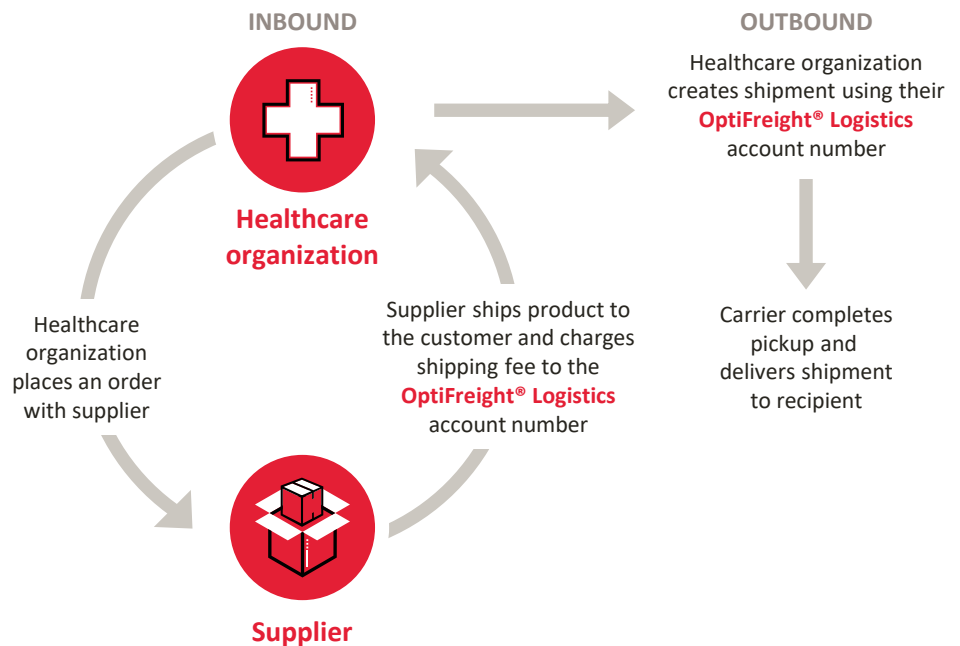 INBOUND
Healthcare
organization
Healthcare
organization
places an order
with supplier
Supplier ships product to
the customer and charges
shipping fee to the
OptiFreight® Logistics
account number
Supplier
OUTBOUND
Healthcare organization
creates shipment using their
OptiFreight® Logistics
account number
Carrier completes
pickup and
delivers shipment
to recipient